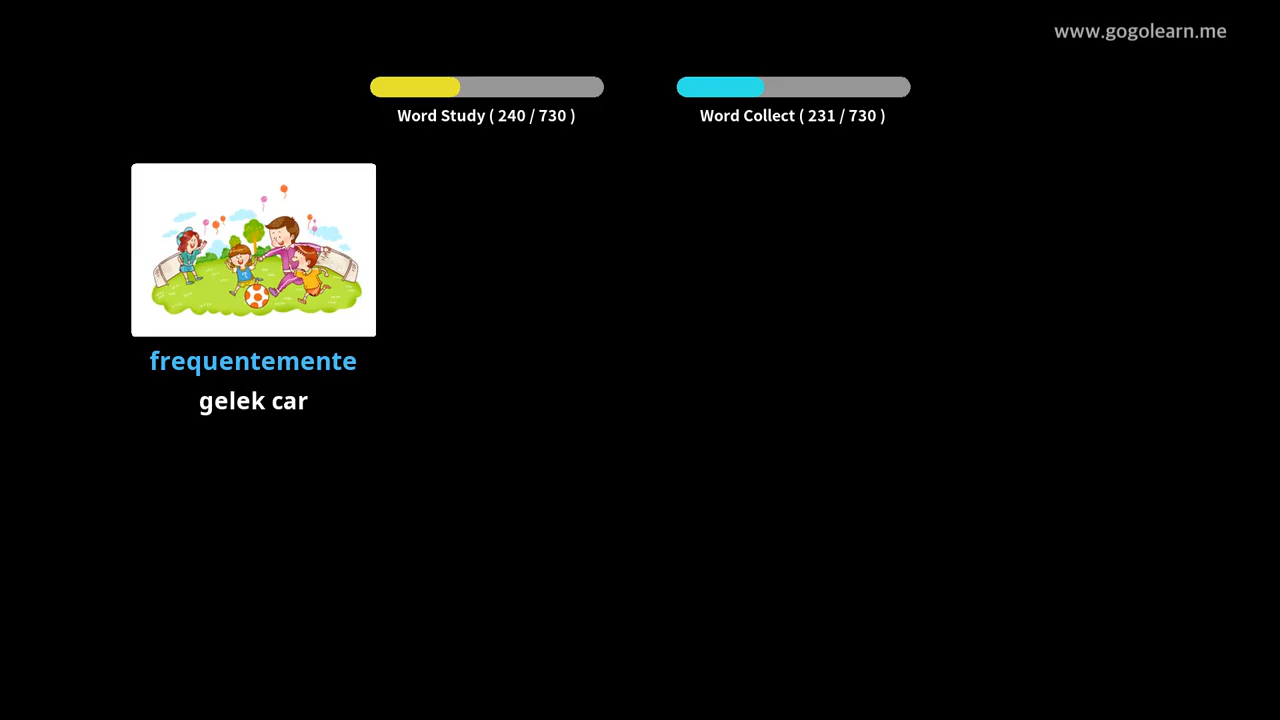 www.gogolearn.me
Word Study ( 240 / 730 )
Word Collect ( 231 / 730 )
frequentemente
gelek car